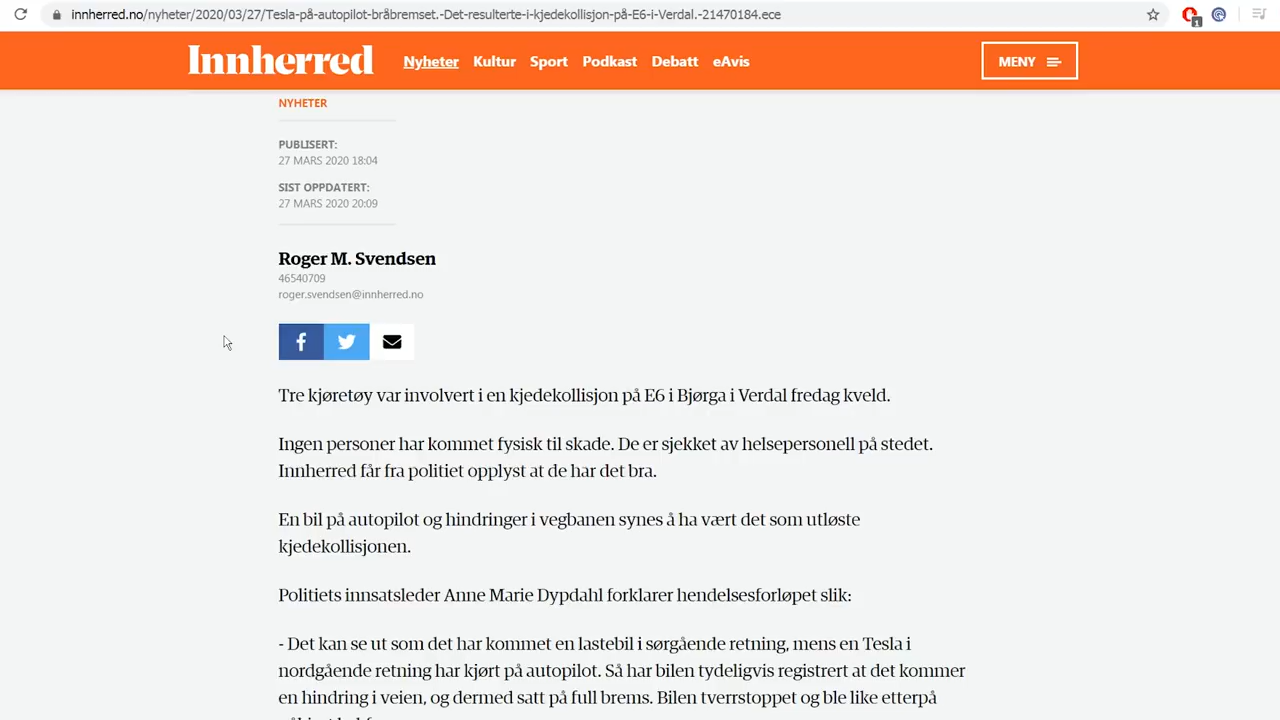 innherred.no/nyheter/2020/03/27/Tesla-på-autopilot-bråbremset.-Det-resulterte-i-kjedekollisjon-på-E6-i-Verdal.-21470184.ece
1
Innherred Nyheter Kultur Sport Podkast Debatt eAvis MENY
NYHETER
PUBLISERT:
27 MARS 2020 18:04
SIST OPPDATERT:
27 MARS 2020 20:09
Roger M. Svendsen
46540709
roger.svendsen@innherred.no
Tre kjøretøy var involvert i en kjedekollisjon på E6 i Bjørga i Verdal fredag kveld.
Ingen personer har kommet fysisk til skade. De er sjekket av helsepersonell på stedet.
Innherred får fra politiet opplyst at de har det bra.
En bil på autopilot og hindringer i vegbanen synes å ha vært det som utløste
kjedekollisjonen.
Politiets innsatsleder Anne Marie Dypdahl forklarer hendelsesforløpet slik:
- Det kan se ut som det har kommet en lastebil i sørgående retning, mens en Tesla i
nordgående retning har kjørt på autopilot. Så har bilen tydeligvis registrert at det kommer
en hindring i veien, og dermed satt på full brems. Bilen tverrstoppet og ble like etterpå